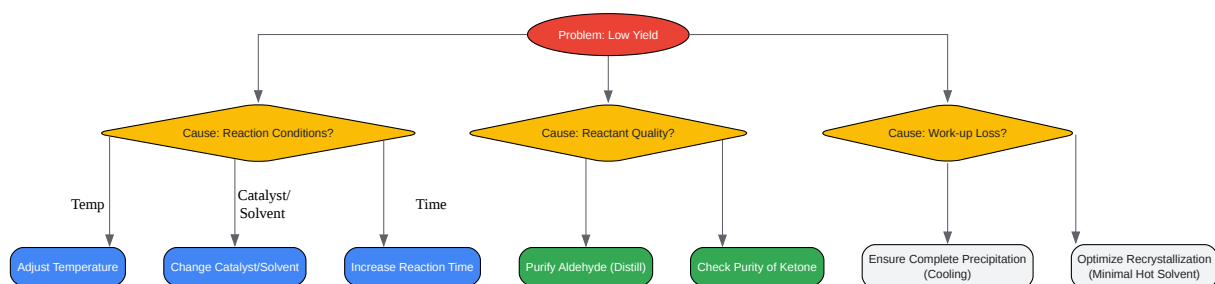 Problem: Low Yield
Cause: Reaction Conditions?
Cause: Reactant Quality?
Cause: Work-up Loss?
Temp
Catalyst/
Solvent
Time
Adjust Temperature
Change Catalyst/Solvent
Increase Reaction Time
Purify Aldehyde (Distill)
Check Purity of Ketone
Ensure Complete Precipitation
(Cooling)
Optimize Recrystallization
(Minimal Hot Solvent)